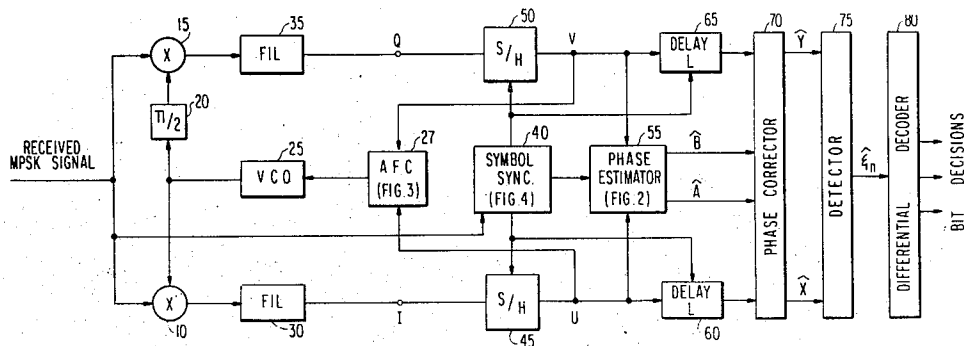 15
X
35
FIL
Q
50
S/H
V
65
DELAY
L
70
PHASE CORRECTOR
Ŷ
75
DETECTOR
80
DIFFERENTIAL DECODER
π/2
20
RECEIVED
MPSK SIGNAL
25
VCO
27
AFC
(FIG.3)
40
SYMBOL
SYNC.
(FIG.4)
55
PHASE
ESTIMATOR
(FIG.2)
B̂
Â
ξ̂n
BIT DECISIONS
X
10
FIL
30
I
S/H
45
U
DELAY
L
60
X̂